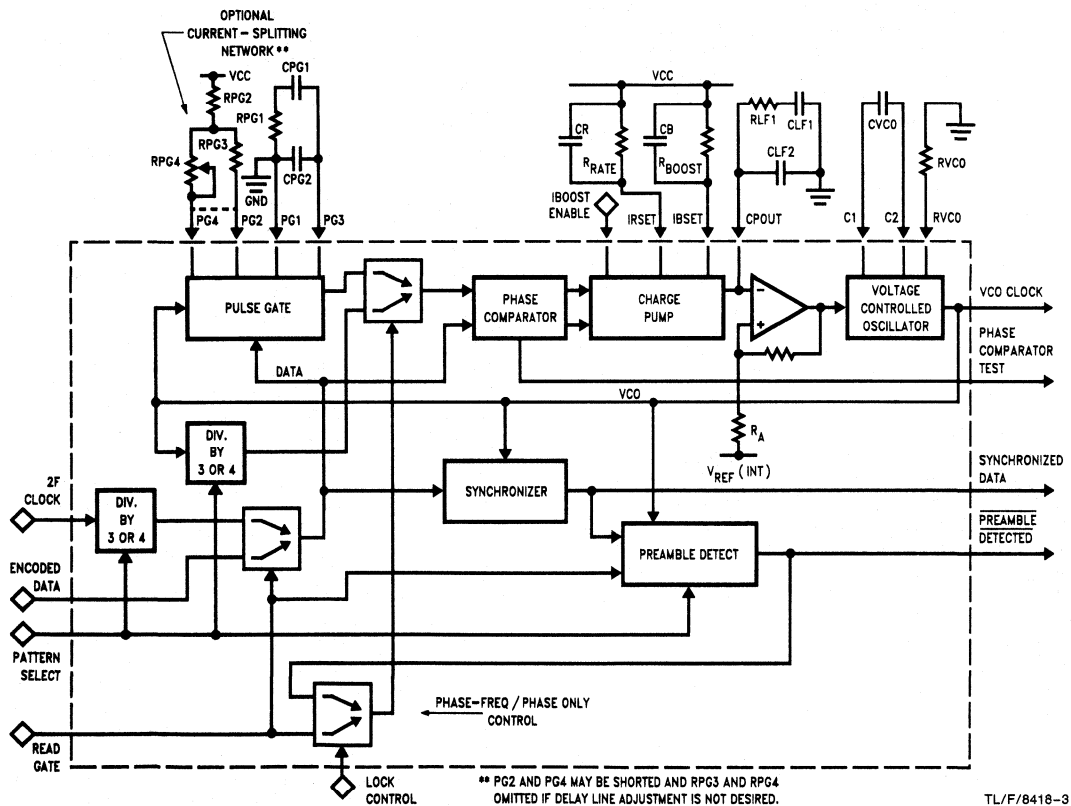 OPTIONAL
CURRENT-SPLITTING
NETWORK**
VCC
RPG2
RPG4
RPG3
RPG1
CPG1
CPG2
GND
PG4
PG2
PG1
PG3
VCC
CR
RRATE
CB
RBOOST
IBOOST
ENABLE
IRSET
IBSET
RLF1
CLF1
CLF2
CPOUT
CVCO
RVCO
C1
C2
RVCO
PULSE GATE
PHASE
COMPARATOR
CHARGE
PUMP
-
+
VOLTAGE
CONTROLLED
OSCILLATOR
VCO CLOCK
PHASE
COMPARATOR
TEST
DATA
VCO
RA
VREF (INT)
DIV.
BY
3 OR 4
2F
CLOCK
DIV.
BY
3 OR 4
SYNCHRONIZER
SYNCHRONIZED
DATA
PREAMBLE DETECT
PREAMBLE
DETECTED
ENCODED
DATA
PATTERN
SELECT
PHASE-FREQ / PHASE ONLY
CONTROL
READ
GATE
LOCK
CONTROL
** PG2 AND PG4 MAY BE SHORTED AND RPG3 AND RPG4
OMITTED IF DELAY LINE ADJUSTMENT IS NOT DESIRED.
TL/F/8418-3